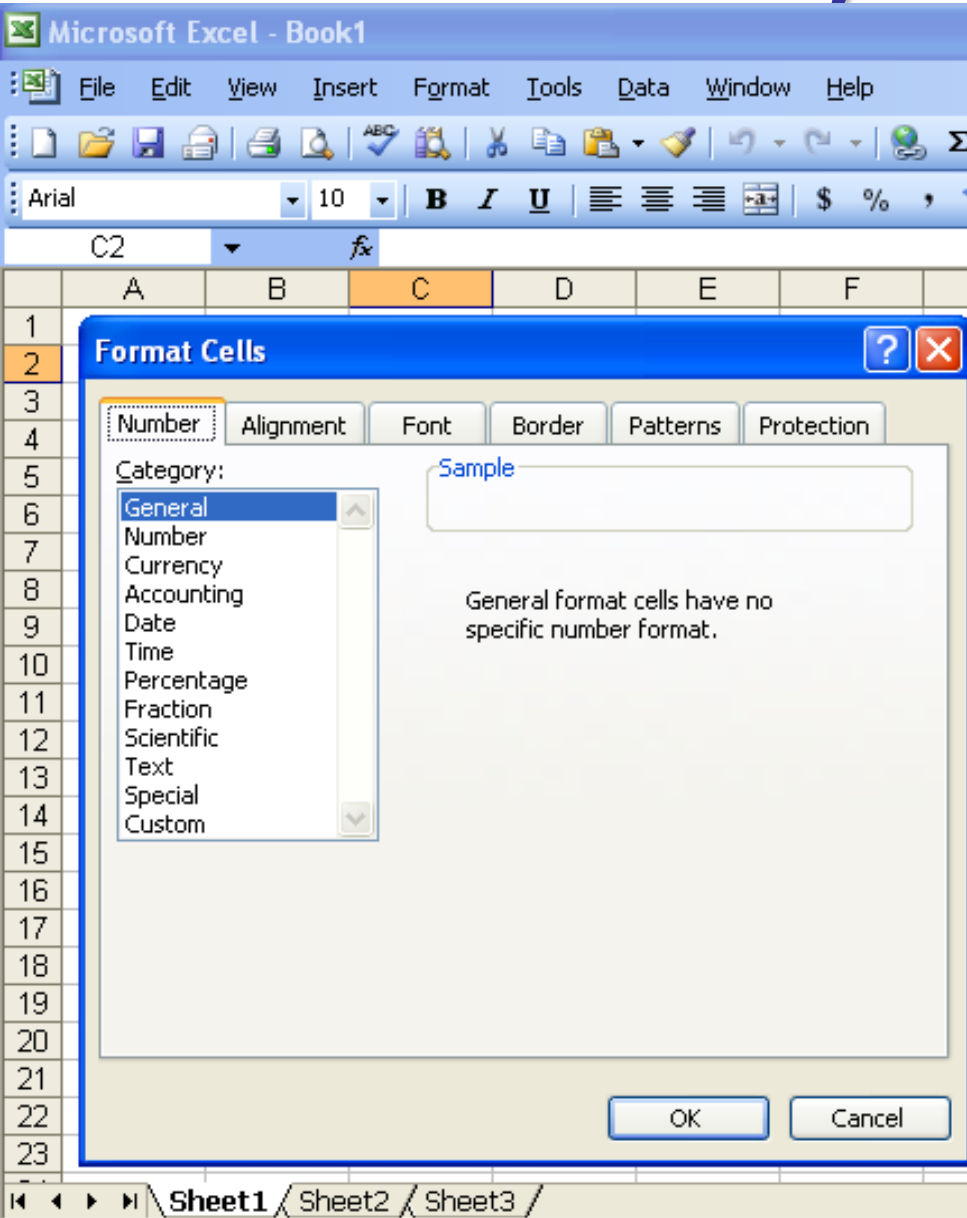 Microsoft Excel - Book1
File Edit View Insert Format Tools Data Window Help
ABC Σ
Arial 10 B I U a $ % ,
C2 fx
A B C D E F
1
Format Cells
2
3
Number Alignment Font Border Patterns Protection
4
Category: Sample
5
General
6
Number
7
Currency
8
Accounting General format cells have no
Date specific number format.
9
Time
10
Percentage
11
Fraction
12
Scientific
Text
13
Special
14
Custom
15
16
17
18
19
20
21
22 OK Cancel
23
Sheet1 Sheet2 Sheet3